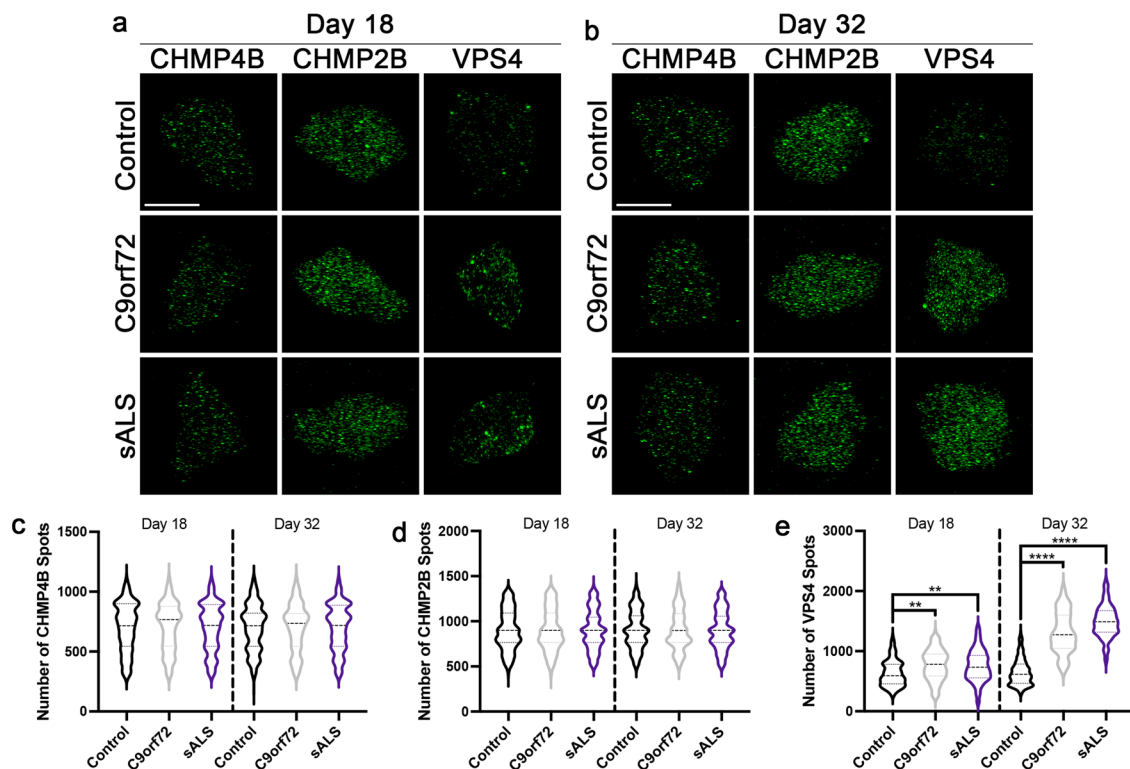 a Day 18 b Day 32
CHMP4B CHMP2B VPS4 CHMP4B CHMP2B VPS4
Control Control
C9orf72 C9orf72
sALS sALS
c Day 18 Day 32
Number of CHMP4B Spots
1500
1000
500
0
Control C9orf72 sALS Control C9orf72 sALS
d Day 18 Day 32
Number of CHMP2B Spots
2000
1500
1000
500
0
Control C9orf72 sALS Control C9orf72 sALS
e Day 18 Day 32
Number of VPS4 Spots
3000
2000
1000
0
**
**
****
****
Control C9orf72 sALS Control C9orf72 sALS